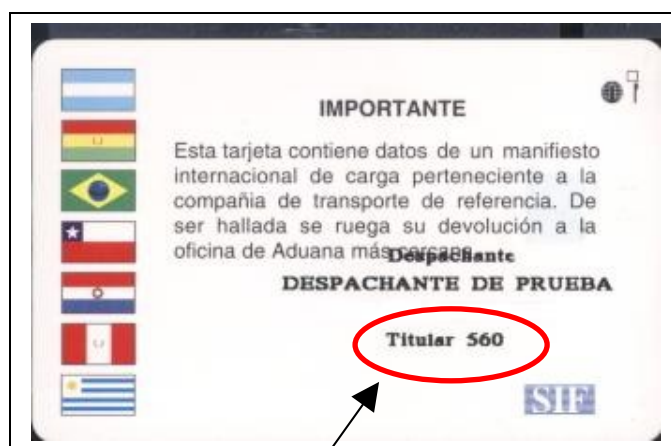 IMPORTANTE
Esta tarjeta contiene datos de un manifiesto
internacional de carga perteneciente a la
compañia de transporte de referencia. De
ser hallada se ruega su devolución a la
oficina de Aduana más cercana
Despachante
DESPACHANTE DE PRUEBA
Titular 560
SIF